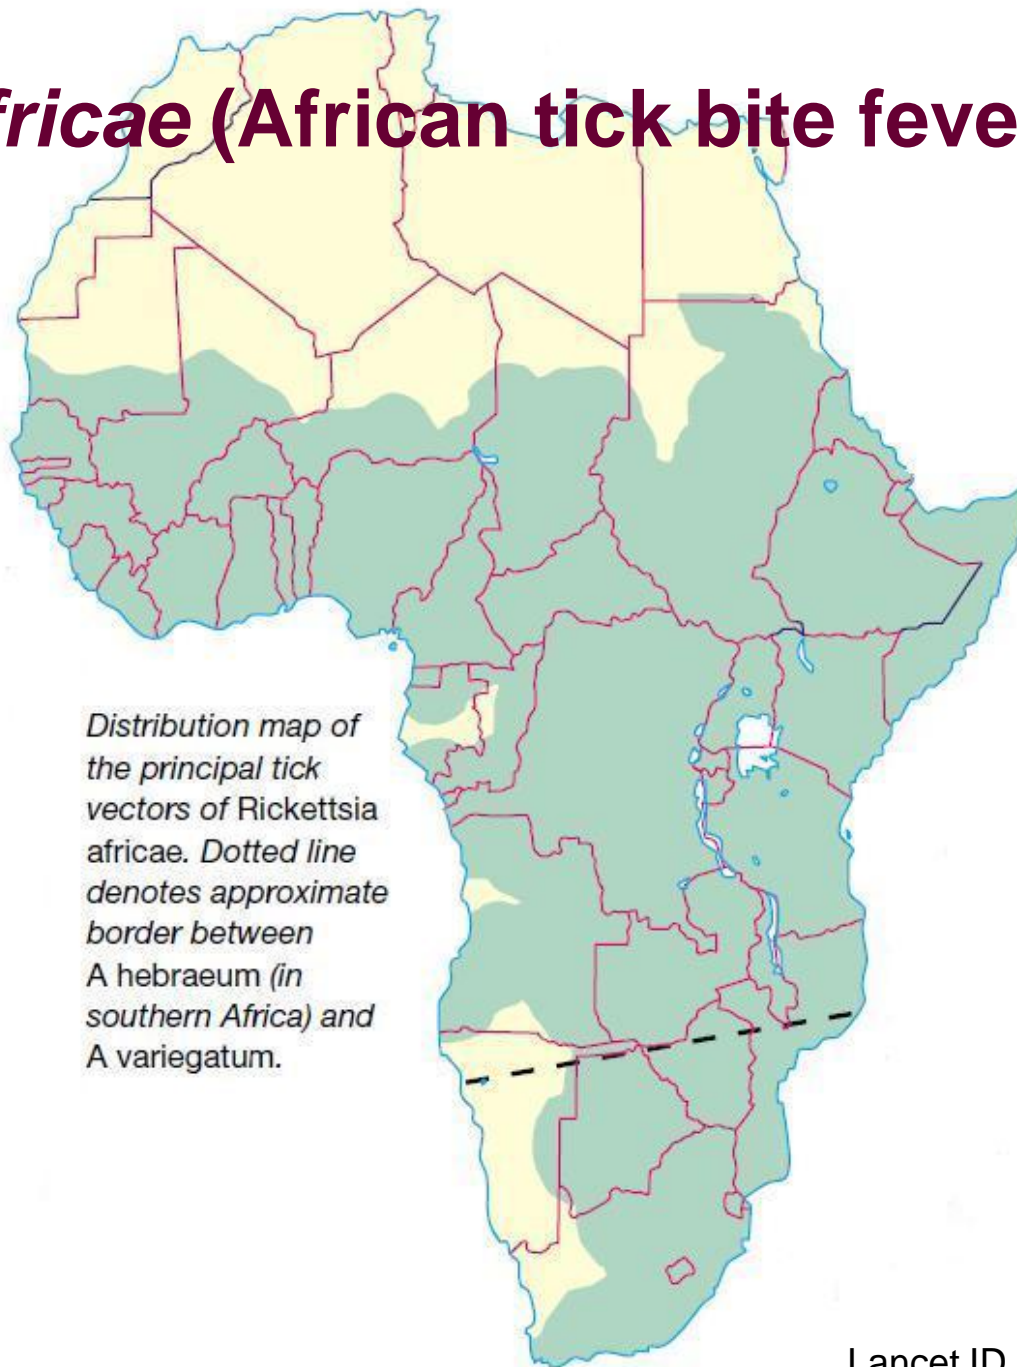 fricae (African tick bite feve
Distribution map of
the principal tick
vectors of Rickettsia
africae. Dotted line
denotes approximate
border between
A hebraeum (in
southern Africa) and
A variegatum.
Lancet ID